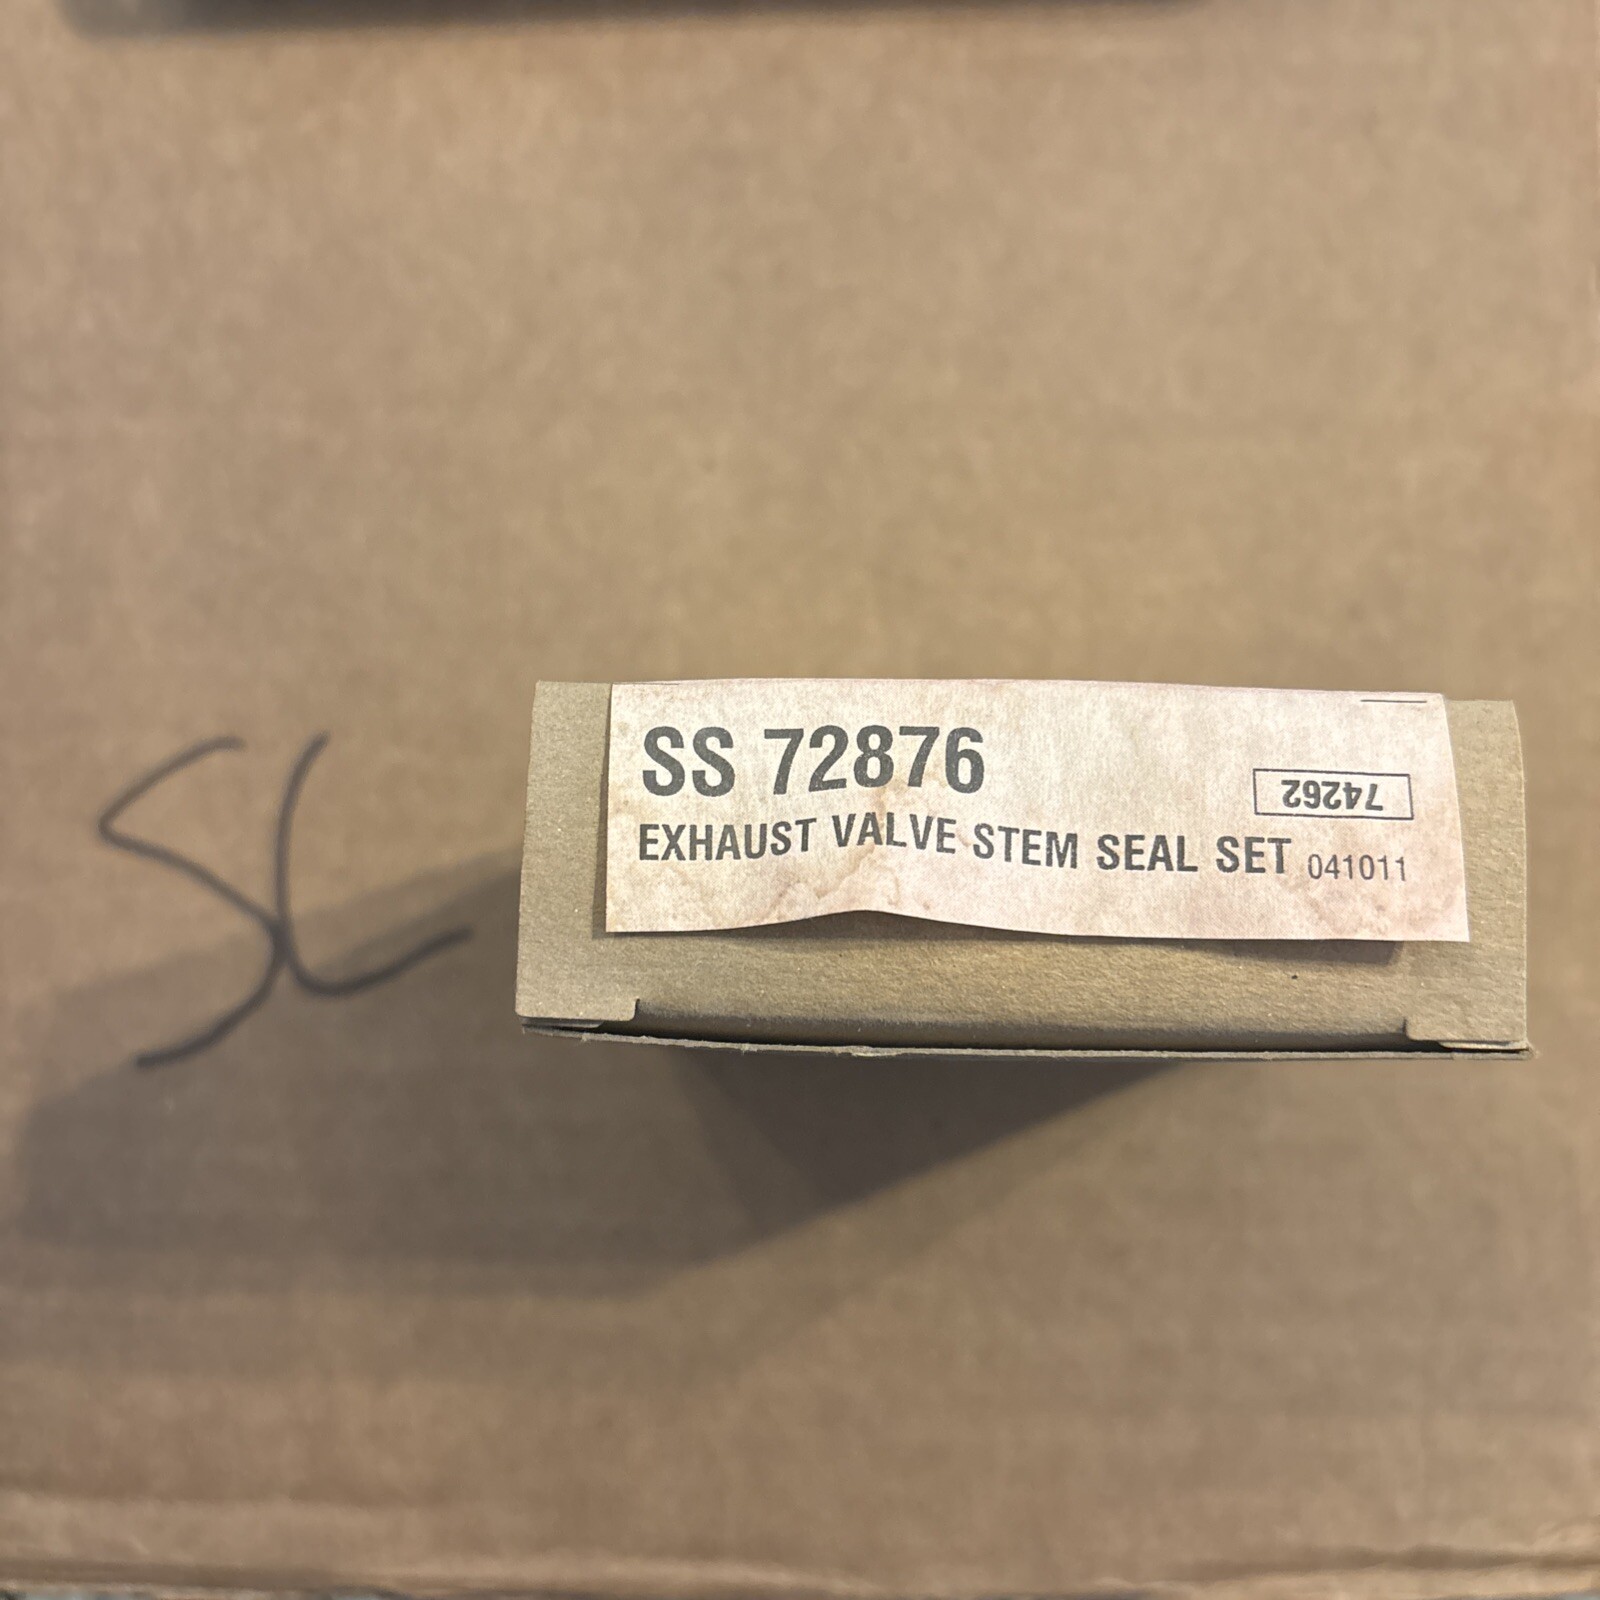 SL
SS 72876
74262
EXHAUST VALVE STEM SEAL SET 041011